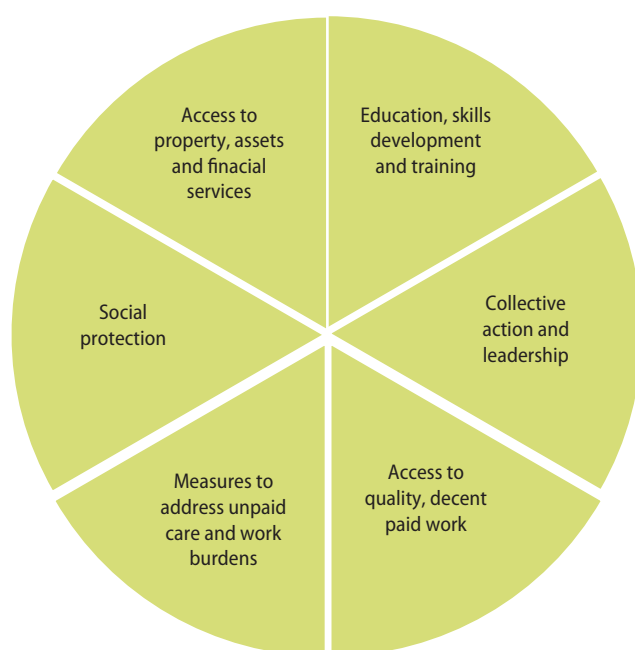 Access to
property, assets
and finacial
services
Education, skills
development
and training
Collective
action and
leadership
Access to
quality, decent
paid work
Measures to
address unpaid
care and work
burdens
Social
protection